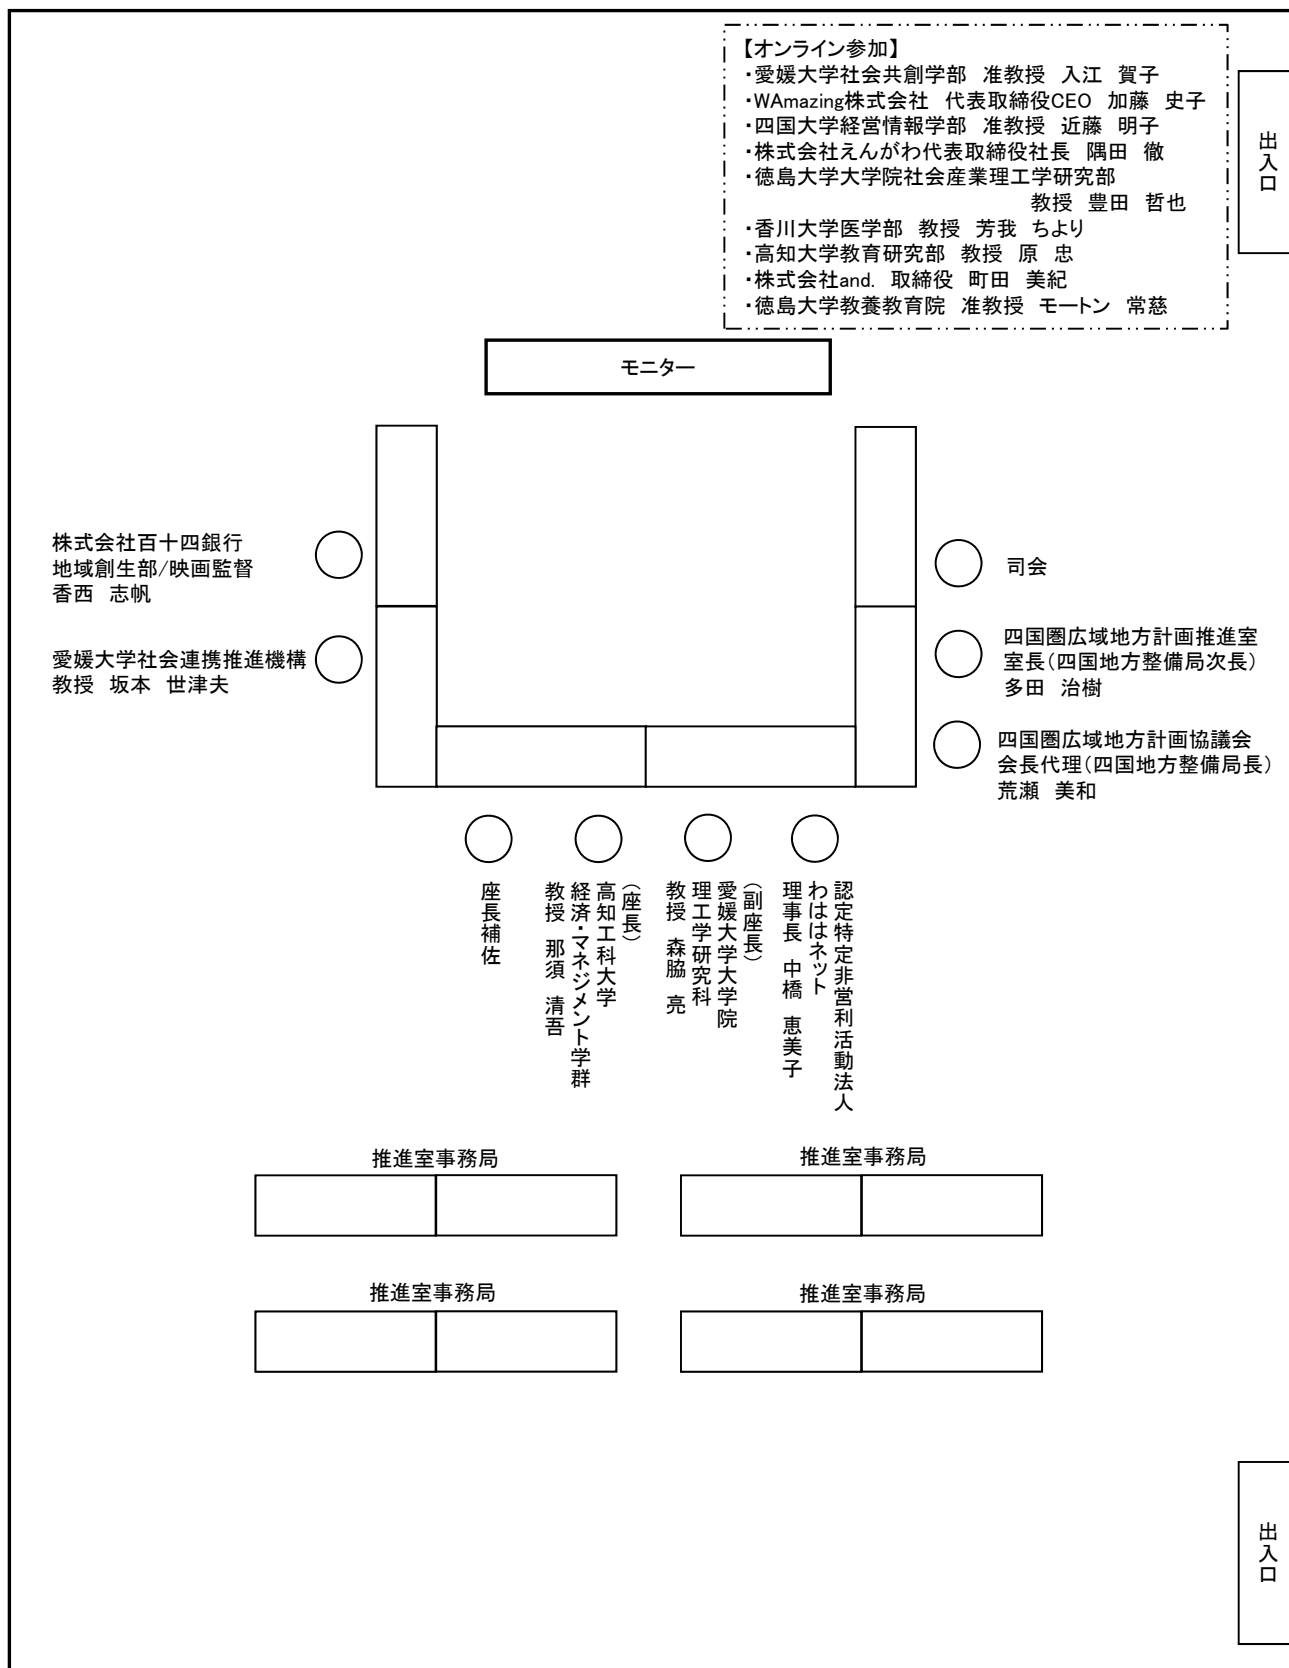 【オンライン参加】
・愛媛大学社会共創学部　准教授　入江　賀子
・WAmazing株式会社　代表取締役CEO　加藤　史子
・四国大学経営情報学部　准教授　近藤　明子
・株式会社えんがわ代表取締役社長　隅田　徹
・徳島大学大学院社会産業理工学研究部
教授　豊田　哲也
・香川大学医学部　教授　芳我　ちより
・高知大学教育研究部　教授　原　忠
・株式会社and.　取締役　町田　美紀
・徳島大学教養教育院　准教授　モートン　常慈
出入口
モニター
株式会社百十四銀行
地域創生部/映画監督
香西　志帆
愛媛大学社会連携推進機構
教授　坂本　世津夫
司会
四国圏広域地方計画推進室
室長（四国地方整備局次長）
多田　治樹
四国圏広域地方計画協議会
会長代理（四国地方整備局長）
荒瀬　美和
座長補佐
（座長）
高知工科大学
経済・マネジメント学群
教授　那須　清吾
（副座長）
愛媛大学大学院
理工学研究科
教授　森脇　亮
認定特定非営利活動法人
わははネット
理事長　中橋　恵美子
推進室事務局
推進室事務局
推進室事務局
推進室事務局
出入口